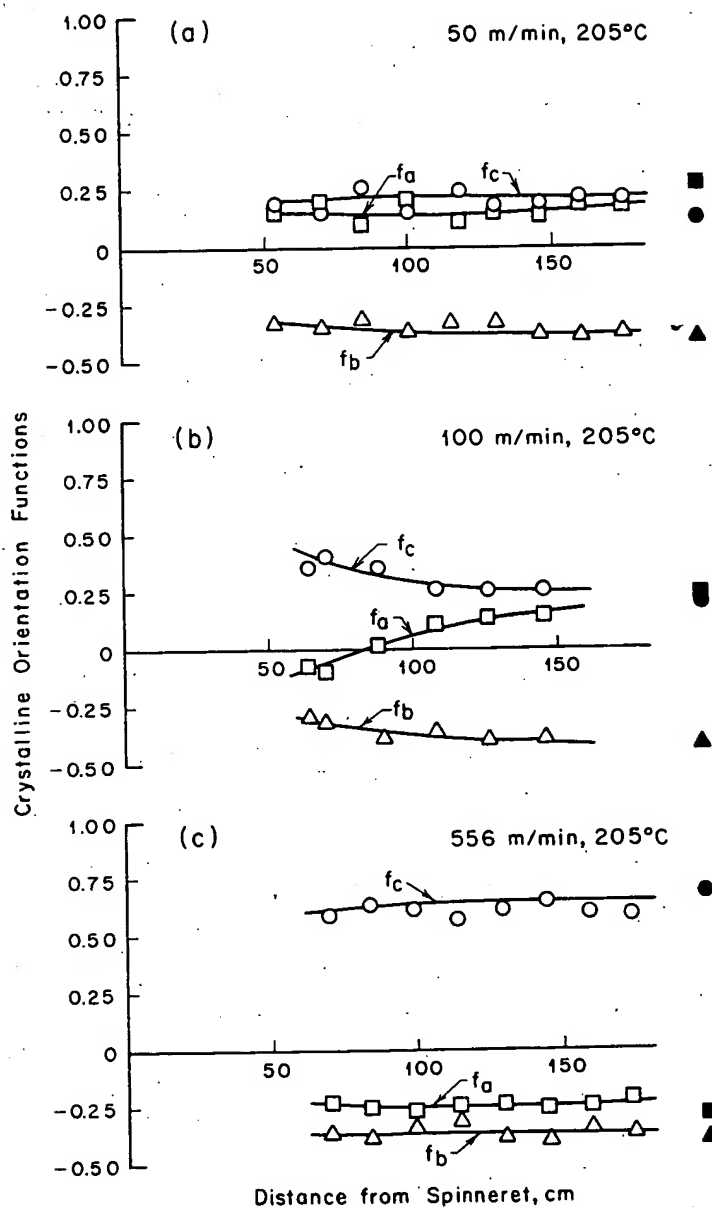 Crystalline Orientation Functions
(a)
50 m/min, 205°C
1.00
0.75
0.50
0.25
0
-0.25
-0.50
50
100
150
fa
fc
fb
(b)
100 m/min, 205°C
1.00
0.75
0.50
0.25
0
-0.25
-0.50
50
100
150
fc
fa
fb
(c)
556 m/min, 205°C
1.00
0.75
0.50
0.25
0
-0.25
-0.50
100
150
fc
fa
fb
Distance from Spinneret, cm